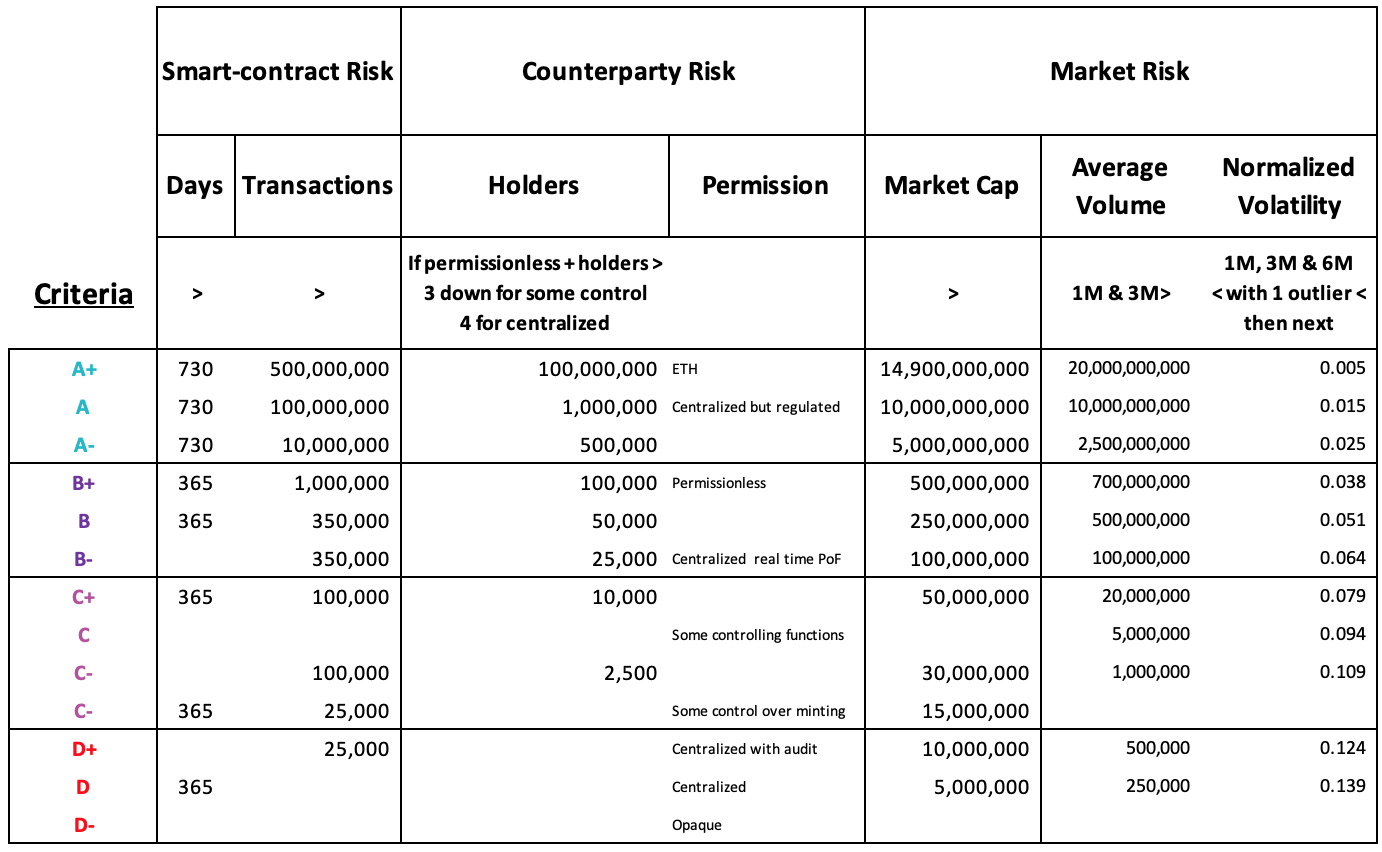 Smart-contract Risk Counterparty Risk Market Risk
Days Transactions Holders Permission Market Cap Average Volume Normalized Volatility
Criteria > > If permissionless + holders > 3 down for some control 4 for centralized > 1M & 3M> 1M, 3M & 6M < with 1 outlier < then next
A+ 730 500,000,000 100,000,000 ETH 14,900,000,000 20,000,000,000 0.005
A 730 100,000,000 1,000,000 Centralized but regulated 10,000,000,000 10,000,000,000 0.015
A- 730 10,000,000 500,000 5,000,000,000 2,500,000,000 0.025
B+ 365 1,000,000 100,000 Permissionless 500,000,000 700,000,000 0.038
B 365 350,000 50,000 250,000,000 500,000,000 0.051
B- 350,000 25,000 Centralized real time PoF 100,000,000 100,000,000 0.064
C+ 365 100,000 10,000 50,000,000 20,000,000 0.079
C Some controlling functions 5,000,000 0.094
C- 100,000 2,500 30,000,000 1,000,000 0.109
C- 365 25,000 Some control over minting 15,000,000
D+ 25,000 Centralized with audit 10,000,000 500,000 0.124
D 365 Centralized 5,000,000 250,000 0.139
D- Opaque